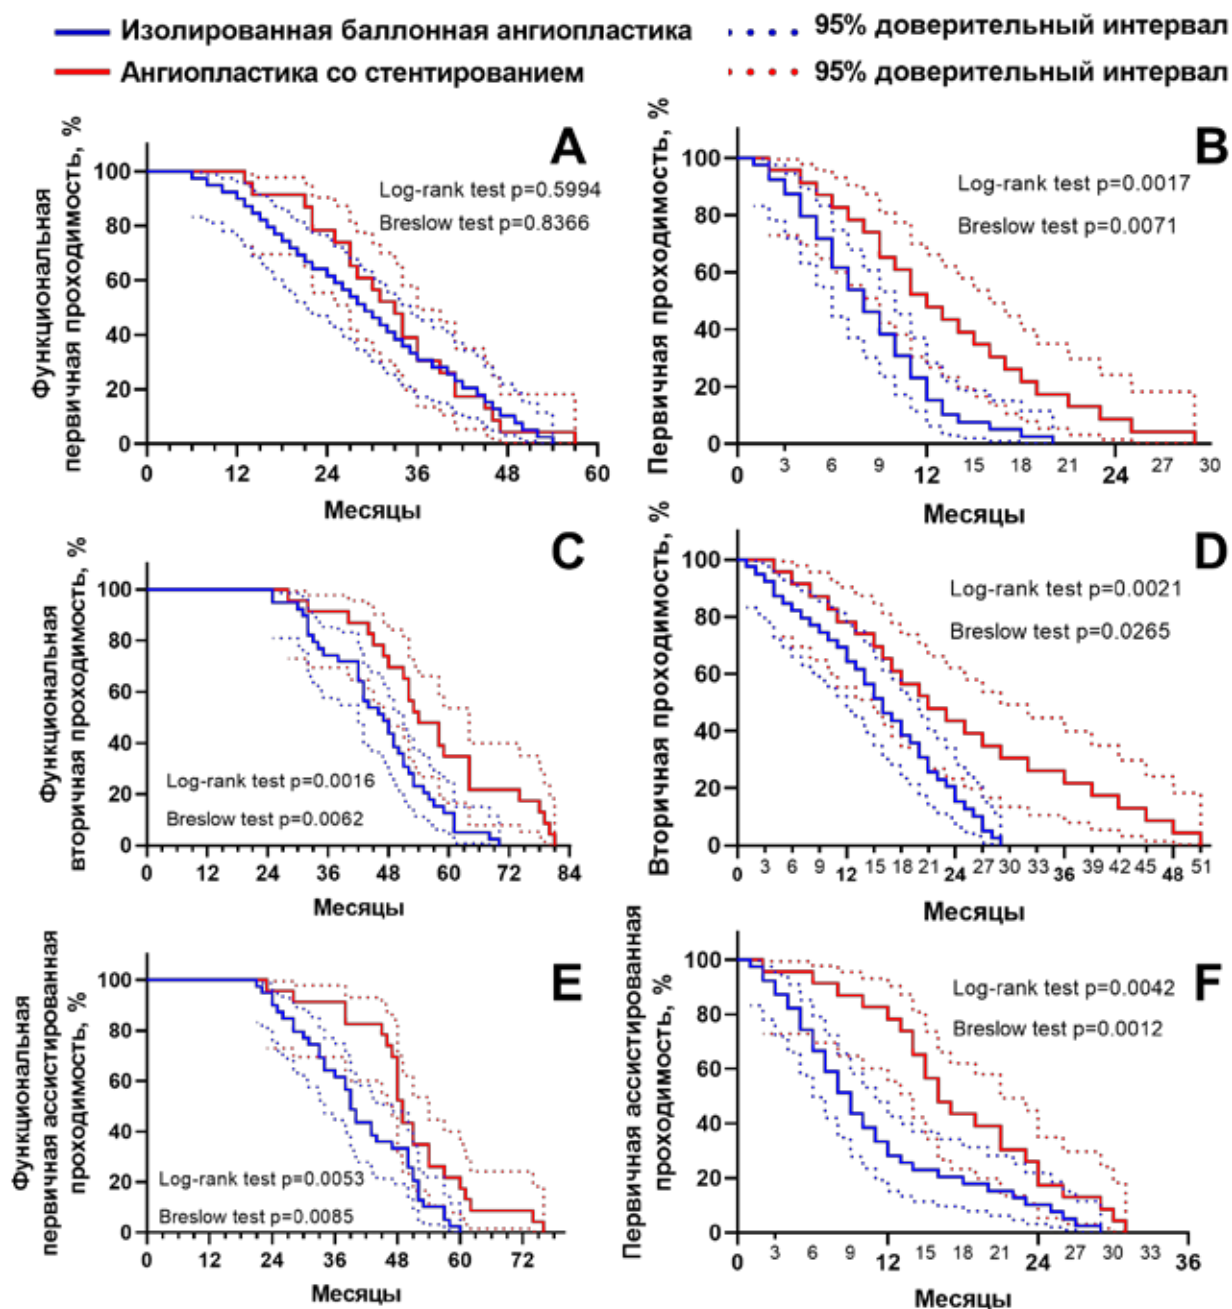 Изолированная баллонная ангиопластика
95% доверительный интервал
Ангиопластика со стентированием
95% доверительный интервал
A
Функциональная
первичная проходимость, %
Log-rank test p=0.5994
Breslow test p=0.8366
100
80
60
40
20
0
0 12 24 36 48 60
Месяцы
B
Первичная проходимость, %
Log-rank test p=0.0017
Breslow test p=0.0071
100
80
60
40
20
0
0 3 6 9 12 15 18 21 24 27 30
Месяцы
C
Функциональная
вторичная проходимость, %
100
80
60
40
20
0
Log-rank test p=0.0016
Breslow test p=0.0062
0 12 24 36 48 60 72 84
Месяцы
D
Вторичная проходимость, %
Log-rank test p=0.0021
Breslow test p=0.0265
100
80
60
40
20
0
0 3 6 9 12 15 18 21 24 27 30 33 36 39 42 45 48 51
Месяцы
E
Функциональная
первичная ассистированная
проходимость, %
100
80
60
40
20
0
Log-rank test p=0.0053
Breslow test p=0.0085
0 12 24 36 48 60 72
Месяцы
F
Первичная ассистированная
проходимость, %
Log-rank test p=0.0042
Breslow test p=0.0012
100
80
60
40
20
0
0 3 6 9 12 15 18 21 24 27 30 33 36
Месяцы